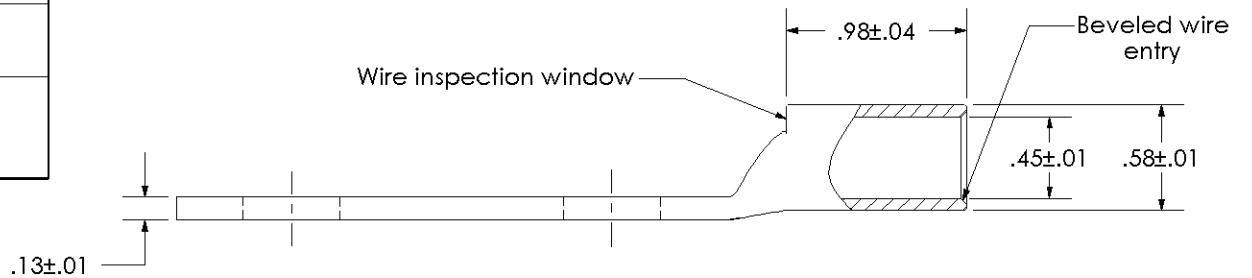 .98±.04
Beveled wire
entry
Wire inspection window
.45±.01
.58±.01
.13±.01